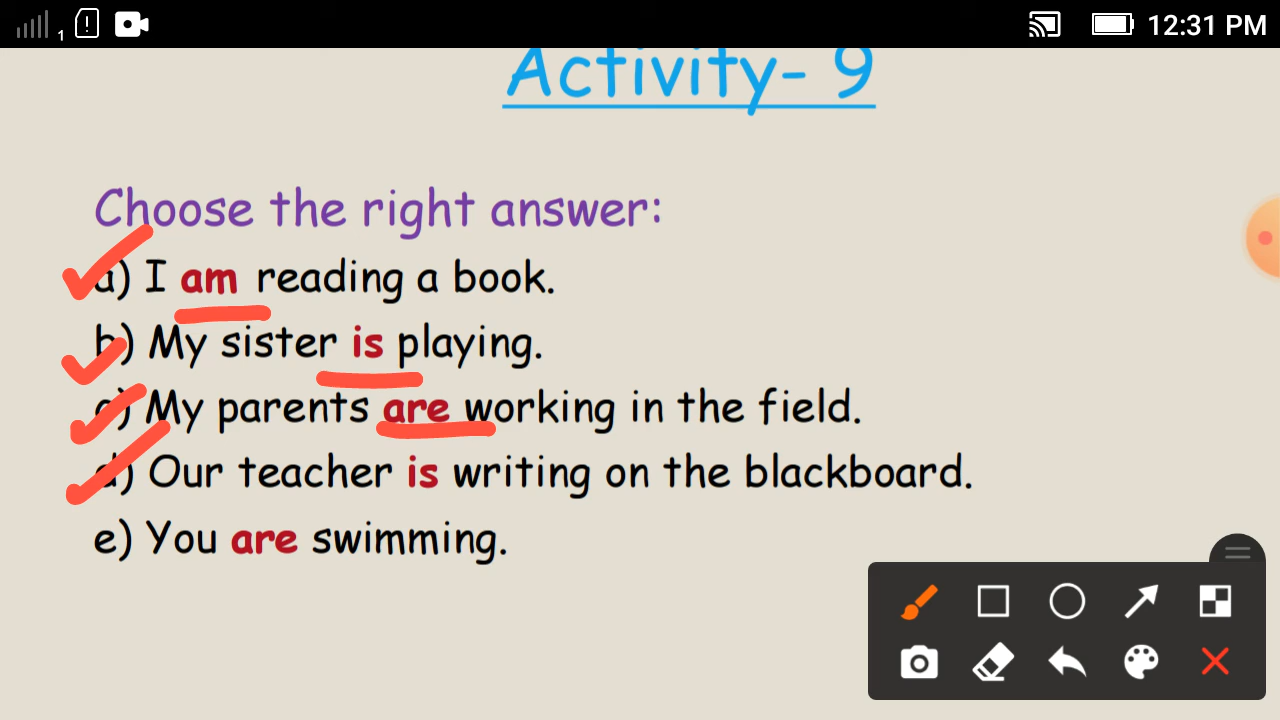 1 12:31 PM
Activity- 9
Choose the right answer:
a) I am reading a book.
b) My sister is playing.
c) My parents are working in the field.
d) Our teacher is writing on the blackboard.
e) You are swimming.